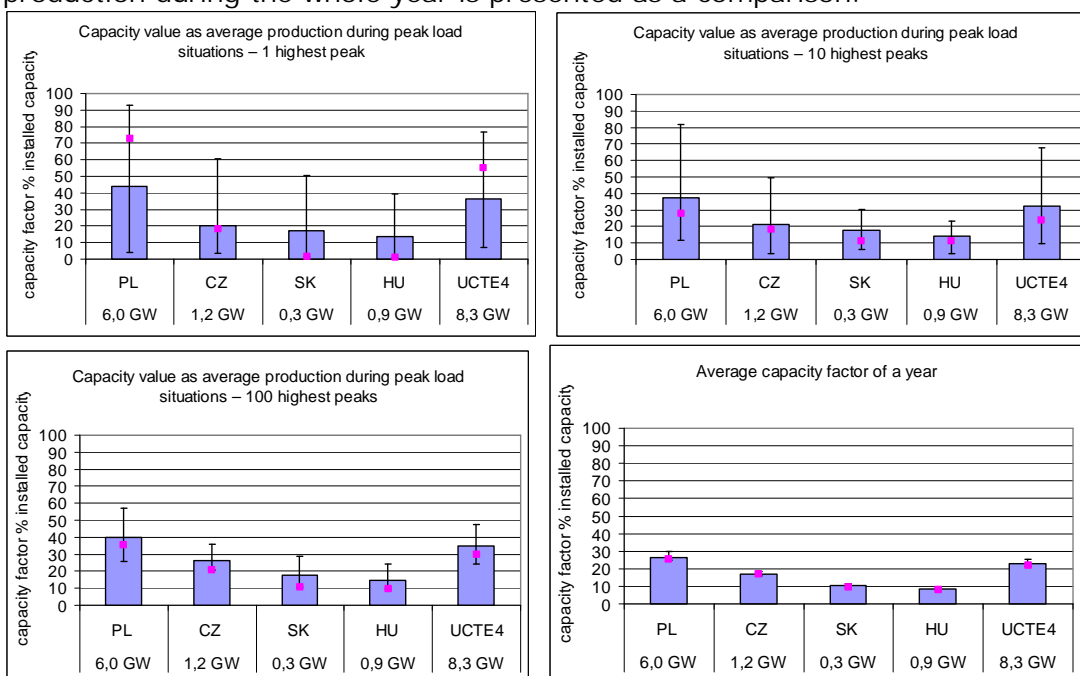 production during the whole year is presented as a comparison.
Capacity value as average production during peak load
situations – 1 highest peak
capacity factor % installed capacity
100
90
80
70
60
50
40
30
20
10
0
PL CZ SK HU UCTE4
6,0 GW 1,2 GW 0,3 GW 0,9 GW 8,3 GW
Capacity value as average production during peak load
situations – 10 highest peaks
capacity factor % installed capacity
100
90
80
70
60
50
40
30
20
10
0
PL CZ SK HU UCTE4
6,0 GW 1,2 GW 0,3 GW 0,9 GW 8,3 GW
Capacity value as average production during peak load
situations – 100 highest peaks
capacity factor % installed capacity
100
90
80
70
60
50
40
30
20
10
0
PL CZ SK HU UCTE4
6,0 GW 1,2 GW 0,3 GW 0,9 GW 8,3 GW
Average capacity factor of a year
capacity factor % installed capacity
100
90
80
70
60
50
40
30
20
10
0
PL CZ SK HU UCTE4
6,0 GW 1,2 GW 0,3 GW 0,9 GW 8,3 GW